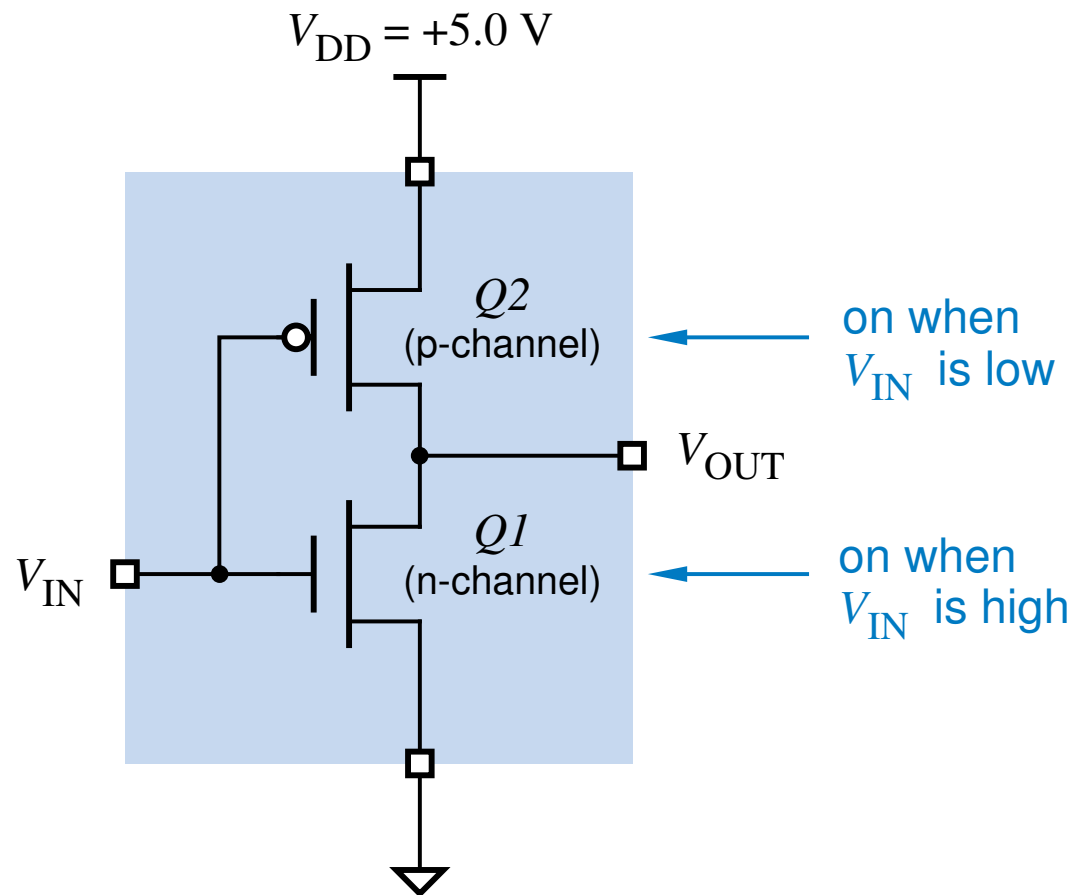 VDD = +5.0 V
Q2
(p-channel)
on when
VIN is low
VOUT
Q1
(n-channel)
on when
VIN is high
VIN